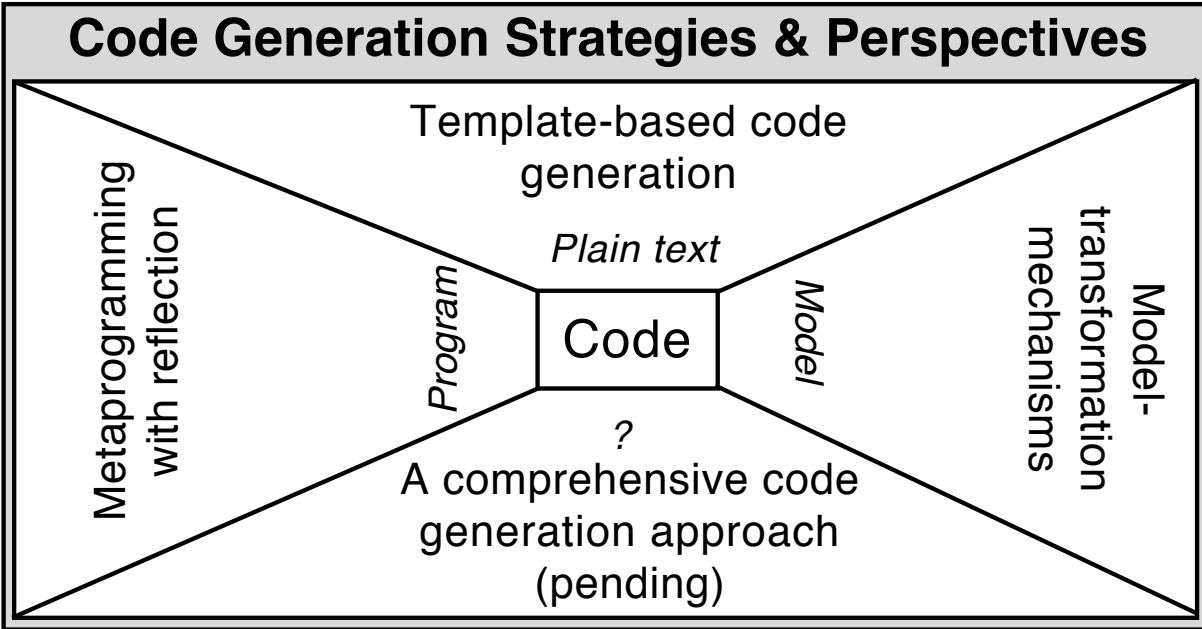 Code Generation Strategies & Perspectives
Template-based code
generation
Plain text
Metaprogramming
with reflection
Program
Code
Model
Model-
transformation
mechanisms
?
A comprehensive code
generation approach
(pending)